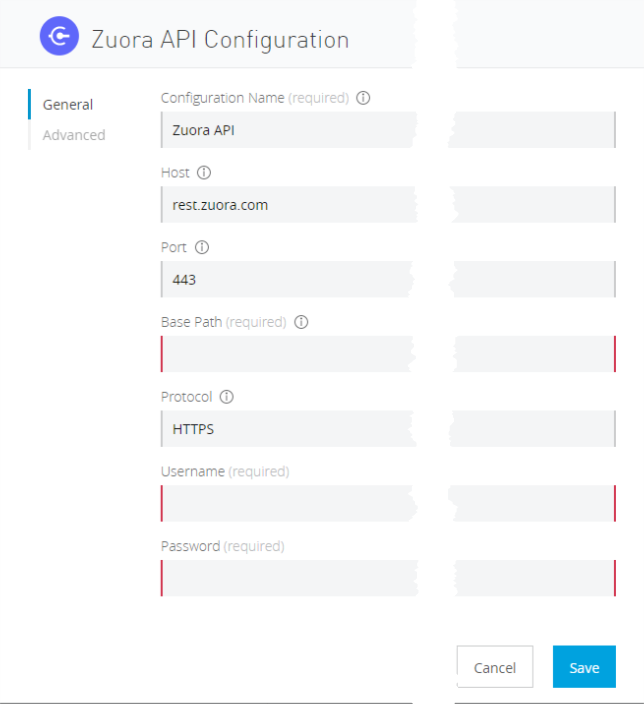 Zuora API Configuration
General
Advanced
Configuration Name (required)
Zuora API
Host
rest.zuora.com
Port
443
Base Path (required)
Protocol
HTTPS
Username (required)
Password (required)
Cancel
Save